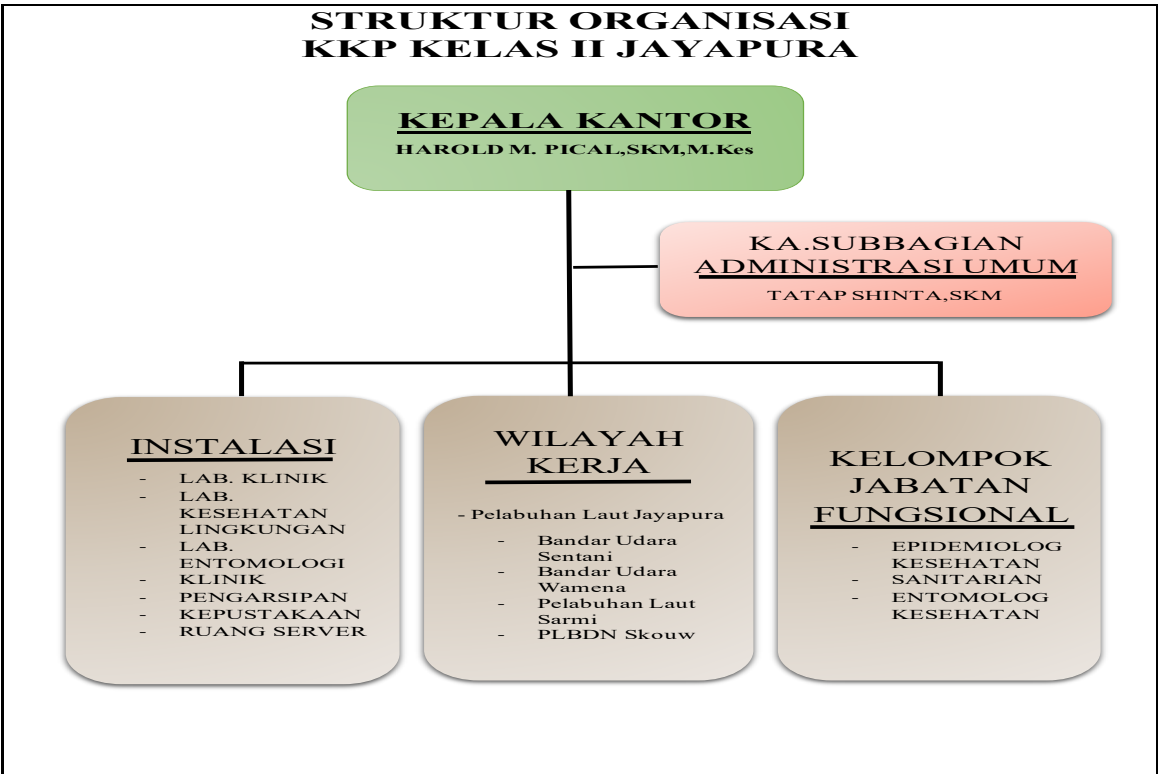 STRUKTUR ORGANISASI
KKP KELAS II JAYAPURA
KEPALA KANTOR
HAROLD M. PICAL,SKM,M.Kes
KA.SUBBAGIAN
ADMINISTRASI UMUM
TATAP SHINTA,SKM
INSTALASI
- LAB. KLINIK
- LAB.
KESEHATAN
LINGKUNGAN
- LAB.
ENTOMOLOGI
- KLINIK
- PENGARSIPAN
- KEPUSTAKAAN
- RUANG SERVER
WILAYAH
KERJA
- Pelabuhan Laut Jayapura
- Bandar Udara
Sentani
- Bandar Udara
Wamena
- Pelabuhan Laut
Sarmi
- PLBDN Skouw
KELOMPOK
JABATAN
FUNGSIONAL
- EPIDEMIOLOG
KESEHATAN
- SANITARIAN
- ENTOMOLOG
KESEHATAN